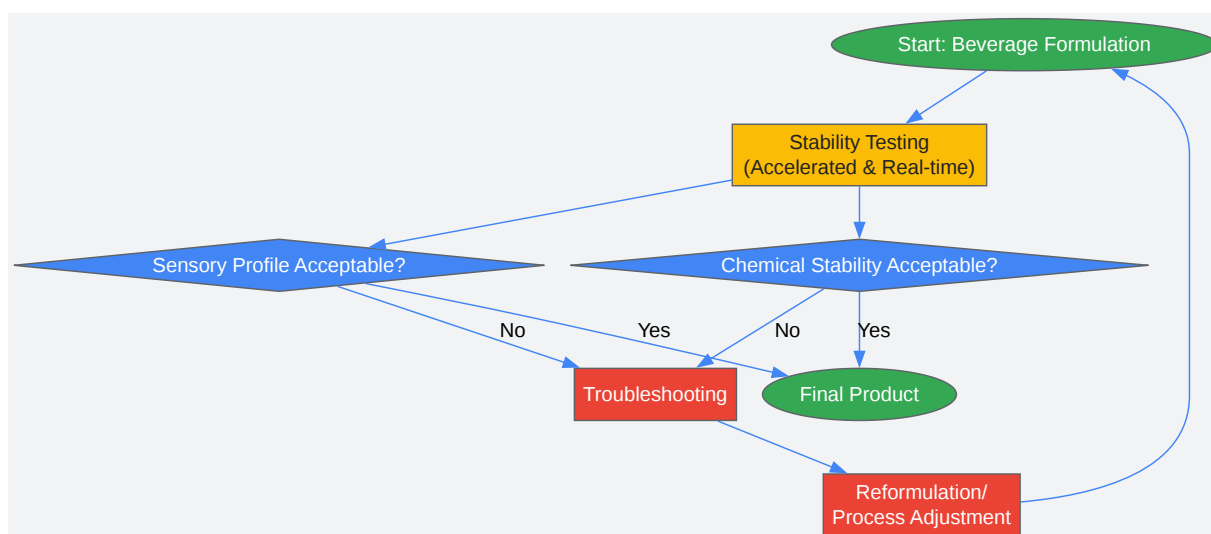 Start: Beverage Formulation
Stability Testing
(Accelerated & Real-time)
Sensory Profile Acceptable?
Chemical Stability Acceptable?
No
Yes
No
Yes
Troubleshooting
Final Product
Reformulation/
Process Adjustment